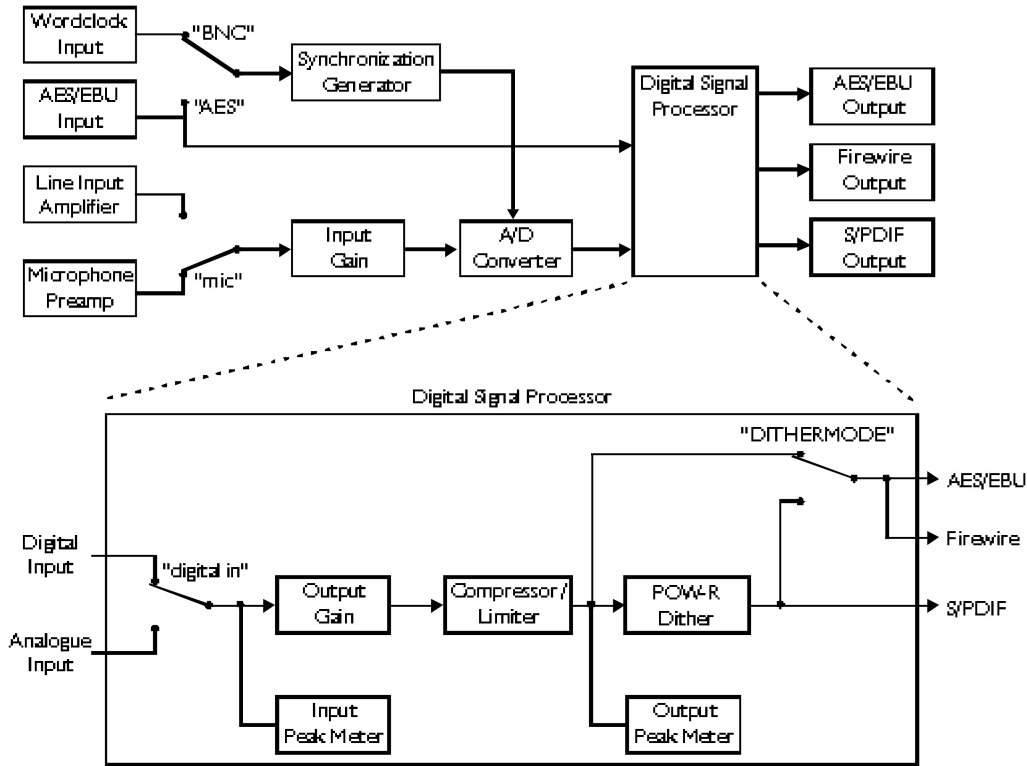 Wordclock
Input
"BNC"
Synchronization
Generator
Digital Signal
Processor
AES/EBU
Output
AES/EBU
Input
"AES"
Firewire
Output
Line Input
Amplifier
Input
Gain
A/D
Converter
S/PDIF
Output
Microphone
Preamp
"mic"
Digital Signal Processor
"DITHERMODE"
AES/EBU
Firewire
Digital
Input
"digital in"
Output
Gain
Compressor/
Limiter
POW-R
Dither
S/PDIF
Analogue
Input
Input
Peak Meter
Output
Peak Meter